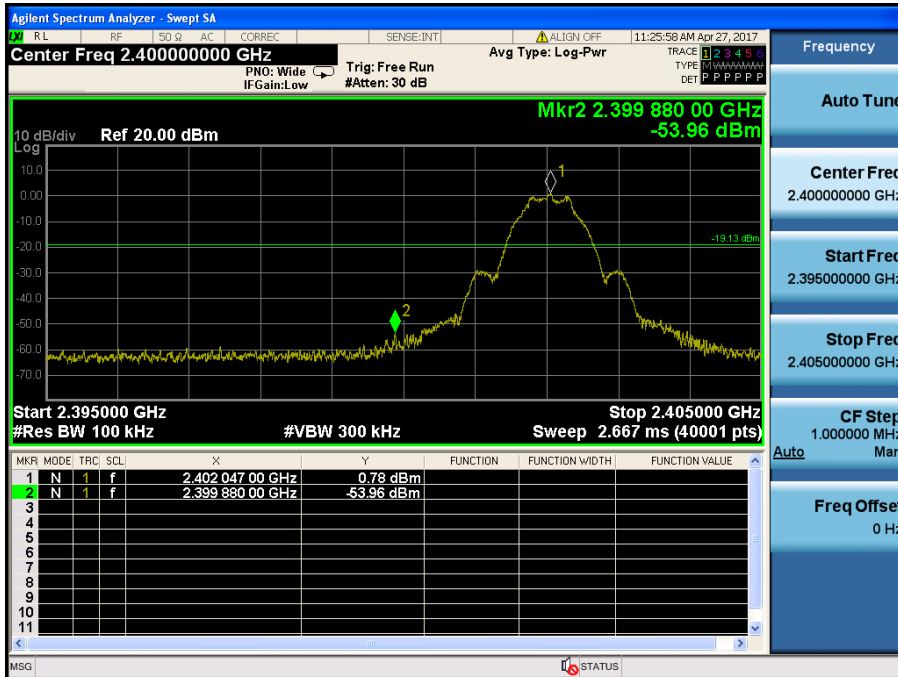 Agilent Spectrum Analyzer - Swept SA
LXI RL RF 50 Ω AC CORREC SENSE:INT ALIGN OFF 11:25:58 AM Apr 27, 2017
Center Freq 2.400000000 GHz
Avg Type: Log-Pwr
TRACE 1 2 3 4 5 6
PNO: Wide Trig: Free Run
TYPE M WWWWW
IFGain:Low #Atten: 30 dB
DET P P P P P P
Mkr2 2.399 880 00 GHz
10 dB/div Ref 20.00 dBm -53.96 dBm
Log
10.0
1
0.00
-10.0
-19.13 dBm
-20.0
-30.0
-40.0
2
-50.0
-60.0
-70.0
Start 2.395000 GHz Stop 2.405000 GHz
#Res BW 100 kHz #VBW 300 kHz Sweep 2.667 ms (40001 pts)
MKR MODE TRC SCL X Y FUNCTION FUNCTION WIDTH FUNCTION VALUE
1 N 1 f 2.402 047 00 GHz 0.78 dBm
2 N 1 f 2.399 880 00 GHz -53.96 dBm
3
4
5
6
7
8
9
10
11
MSG STATUS
Frequency
Auto Tune
Center Freq
2.400000000 GHz
Start Freq
2.395000000 GHz
Stop Freq
2.405000000 GHz
CF Step
1.000000 MHz
Auto Man
Freq Offset
0 Hz